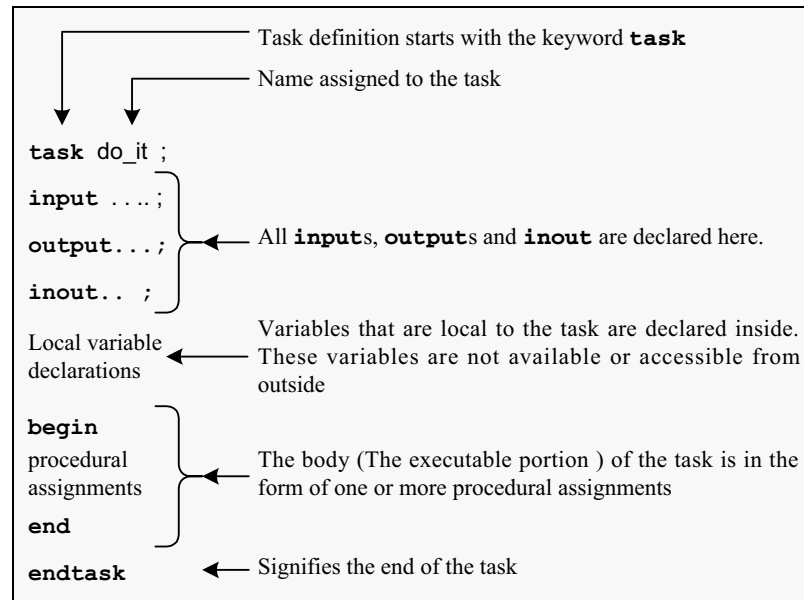 Task definition starts with the keyword task
Name assigned to the task
task do_it ;
input .... ;
output...;
All inputs, outputs and inout are declared here.
inout.. ;
Local variable
declarations
Variables that are local to the task are declared inside.
These variables are not available or accessible from
outside
begin
procedural
assignments
The body (The executable portion ) of the task is in the
form of one or more procedural assignments
end
endtask
Signifies the end of the task